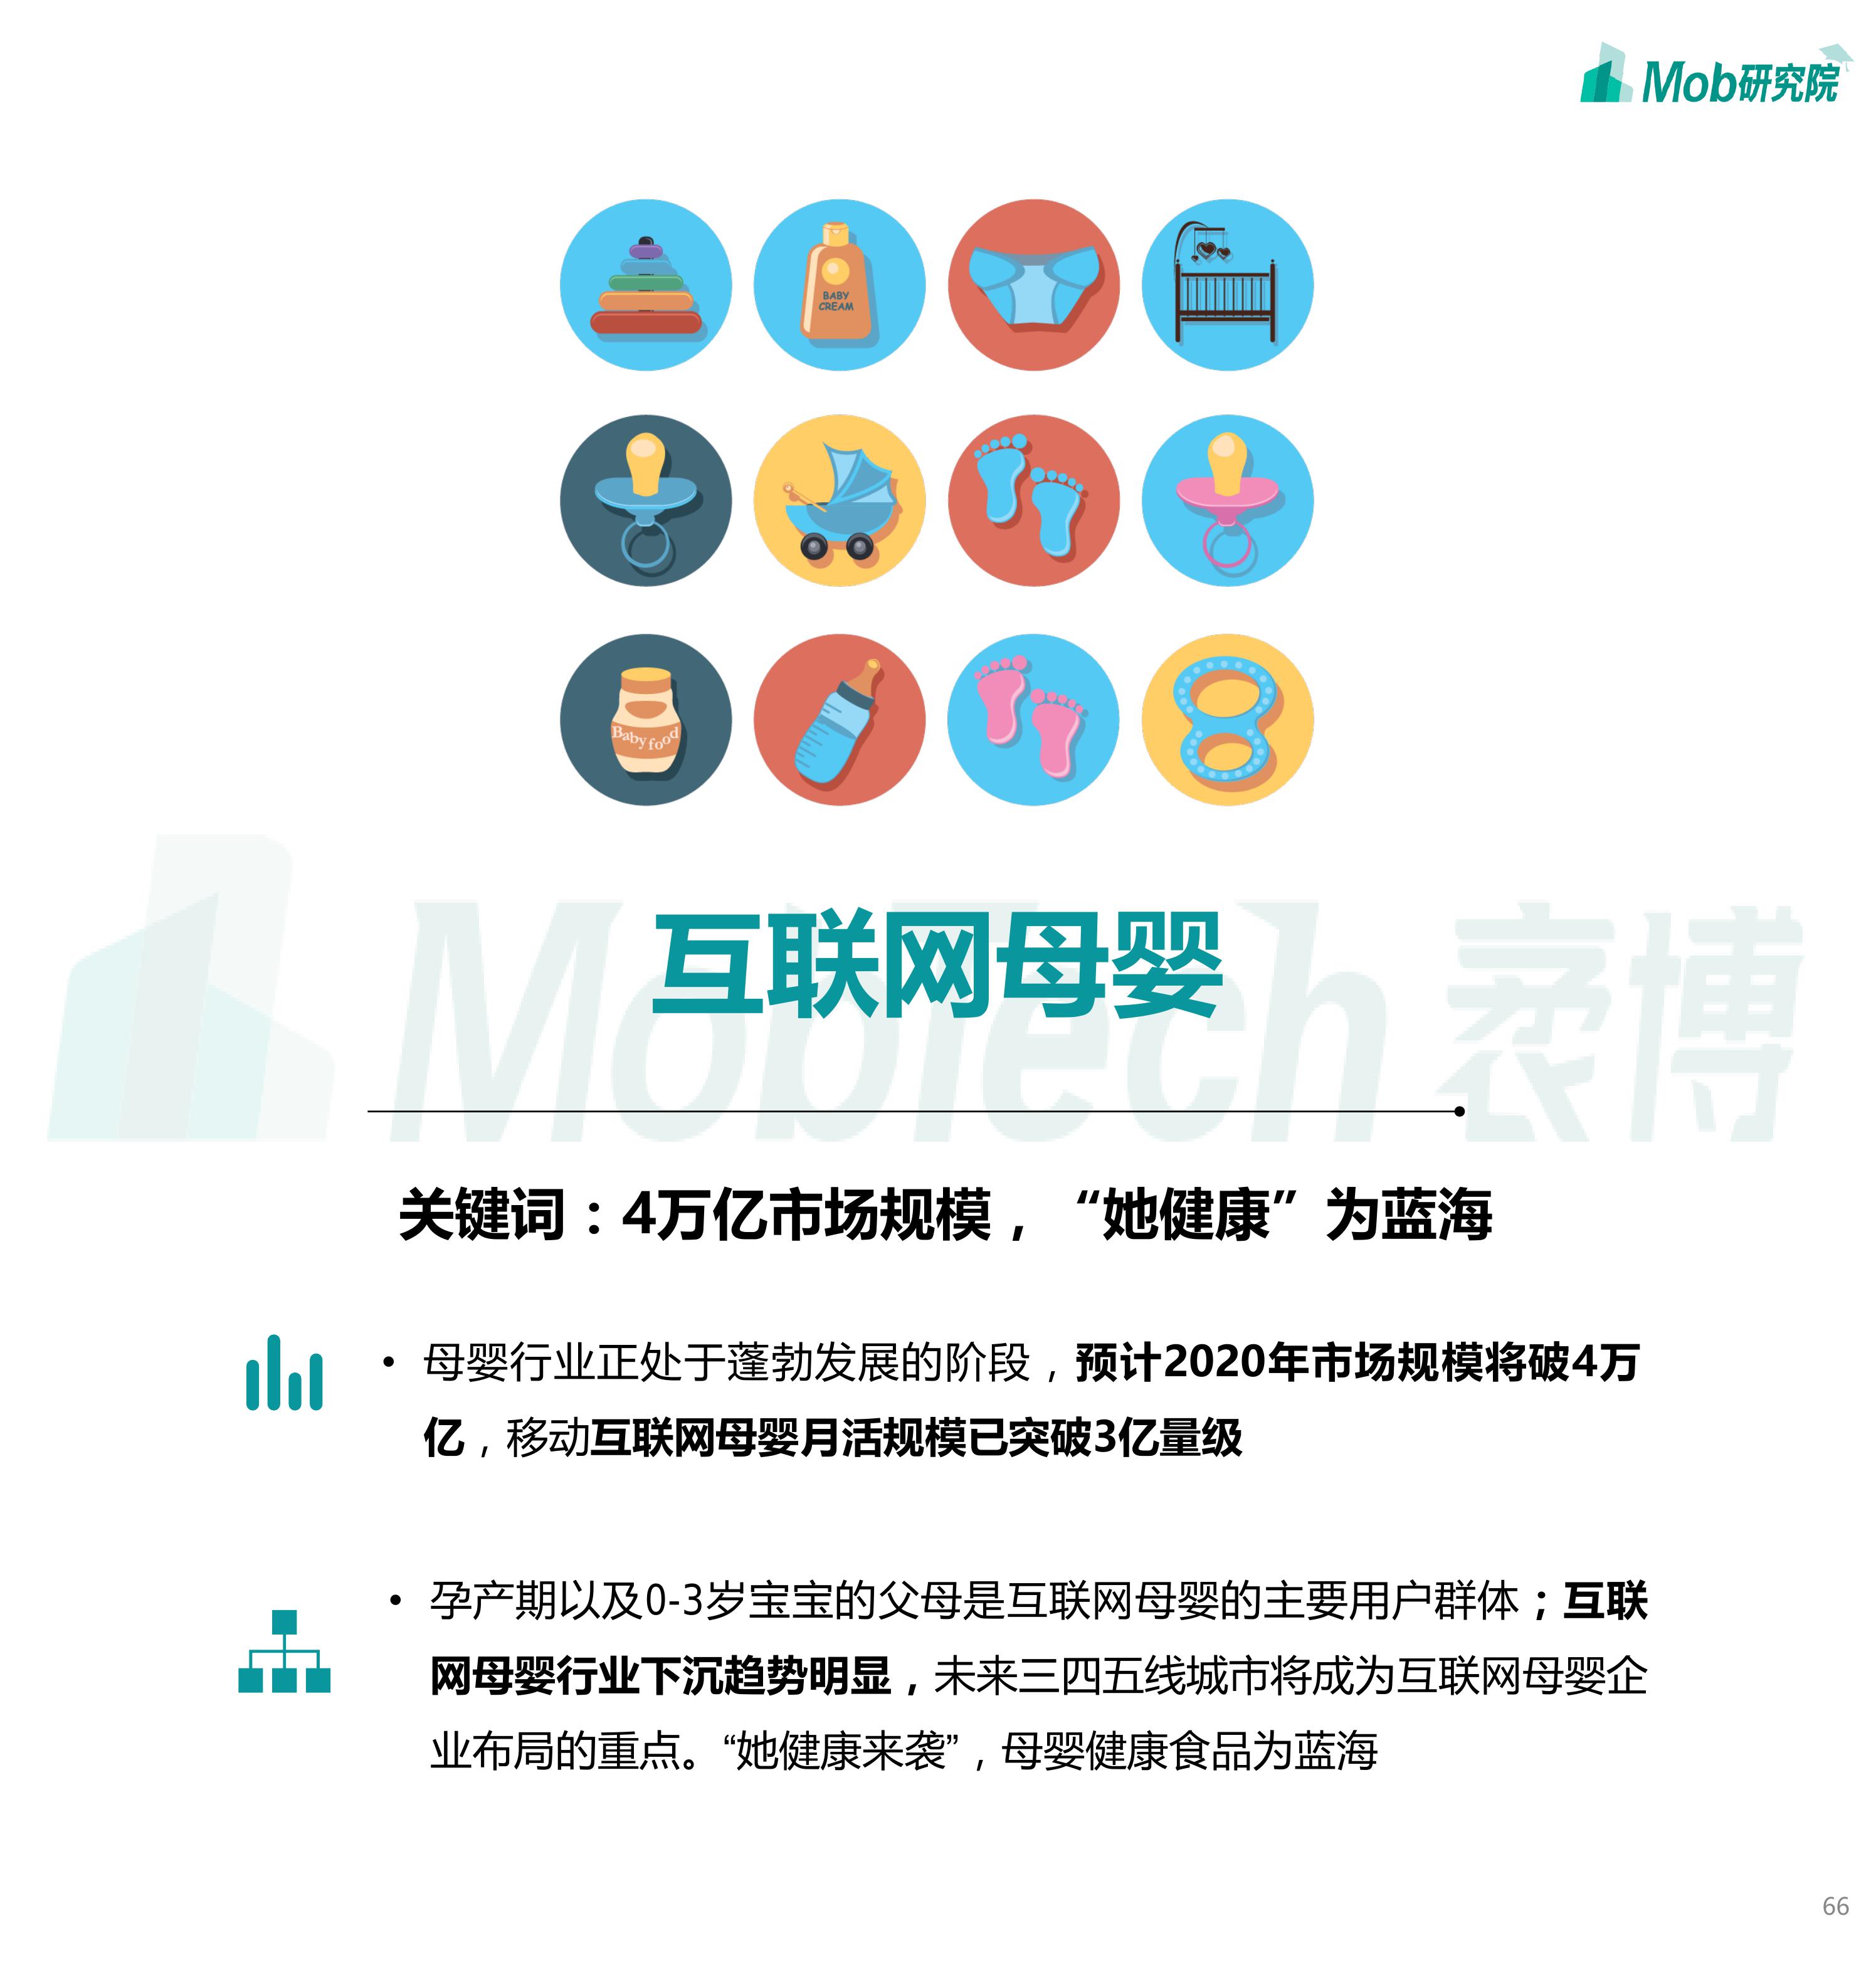 Mob研究院
BABY
CREAM
Baby food
MobTech 袤博
互联网母婴
关键词：4万亿市场规模，“她健康”为蓝海
• 母婴行业正处于蓬勃发展的阶段，预计2020年市场规模将破4万
亿，移动互联网母婴月活规模已突破3亿量级
• 孕产期以及0-3岁宝宝的父母是互联网母婴的主要用户群体；互联
网母婴行业下沉趋势明显，未来三四五线城市将成为互联网母婴企
业布局的重点。“她健康来袭”，母婴健康食品为蓝海
66